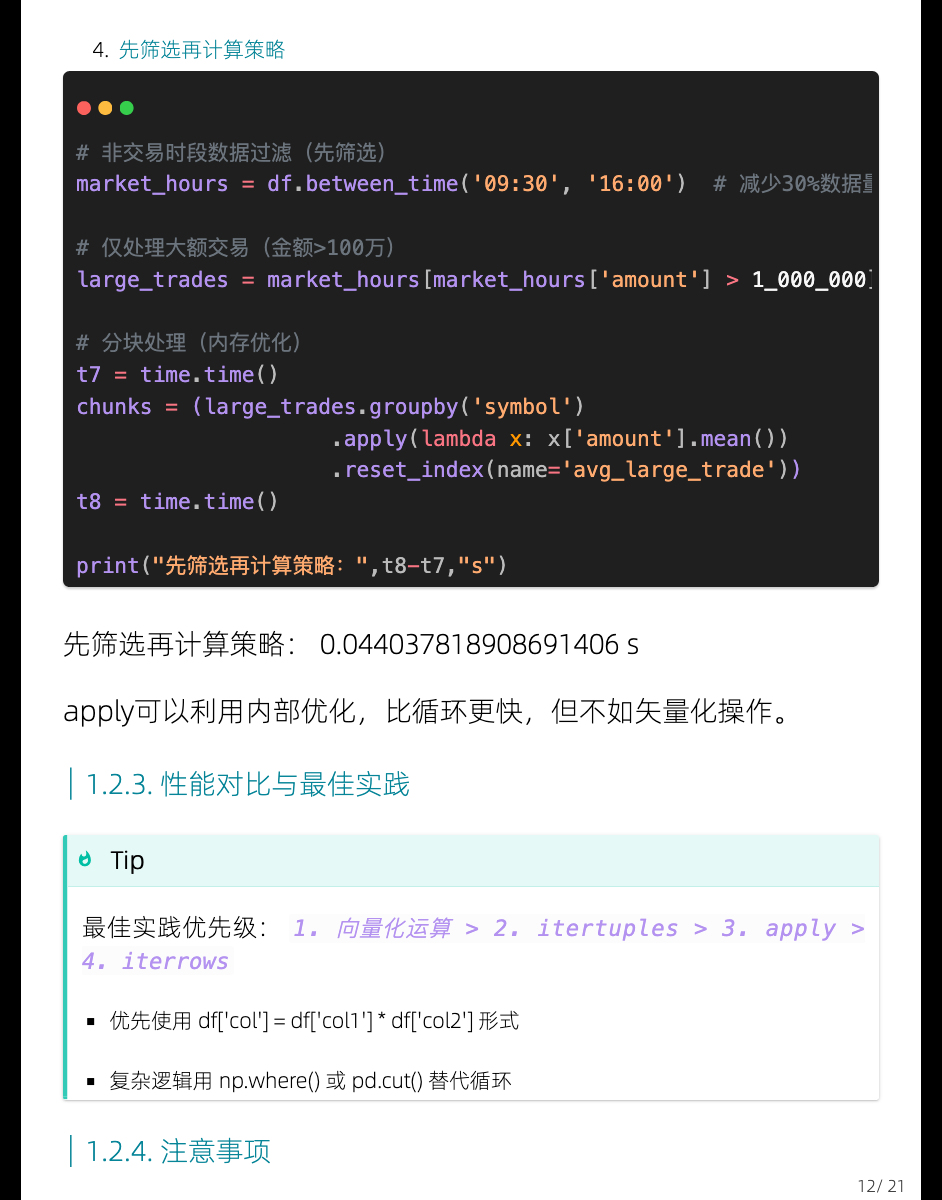 4. 先筛选再计算策略
# 非交易时段数据过滤（先筛选）
market_hours = df.between_time('09:30', '16:00')  # 减少30%数据量
# 仅处理大额交易（金额>100万）
large_trades = market_hours[market_hours['amount'] > 1_000_000]
# 分块处理（内存优化）
t7 = time.time()
chunks = (large_trades.groupby('symbol')
.apply(lambda x: x['amount'].mean())
.reset_index(name='avg_large_trade'))
t8 = time.time()
print("先筛选再计算策略：",t8-t7,"s")
先筛选再计算策略： 0.044037818908691406 s
apply可以利用内部优化，比循环更快，但不如矢量化操作。
1.2.3. 性能对比与最佳实践
Tip
最佳实践优先级： 1. 向量化运算 > 2. itertuples > 3. apply >
4. iterrows
▪ 优先使用 df['col'] = df['col1'] * df['col2'] 形式
▪ 复杂逻辑用 np.where() 或 pd.cut() 替代循环
1.2.4. 注意事项
12/ 21